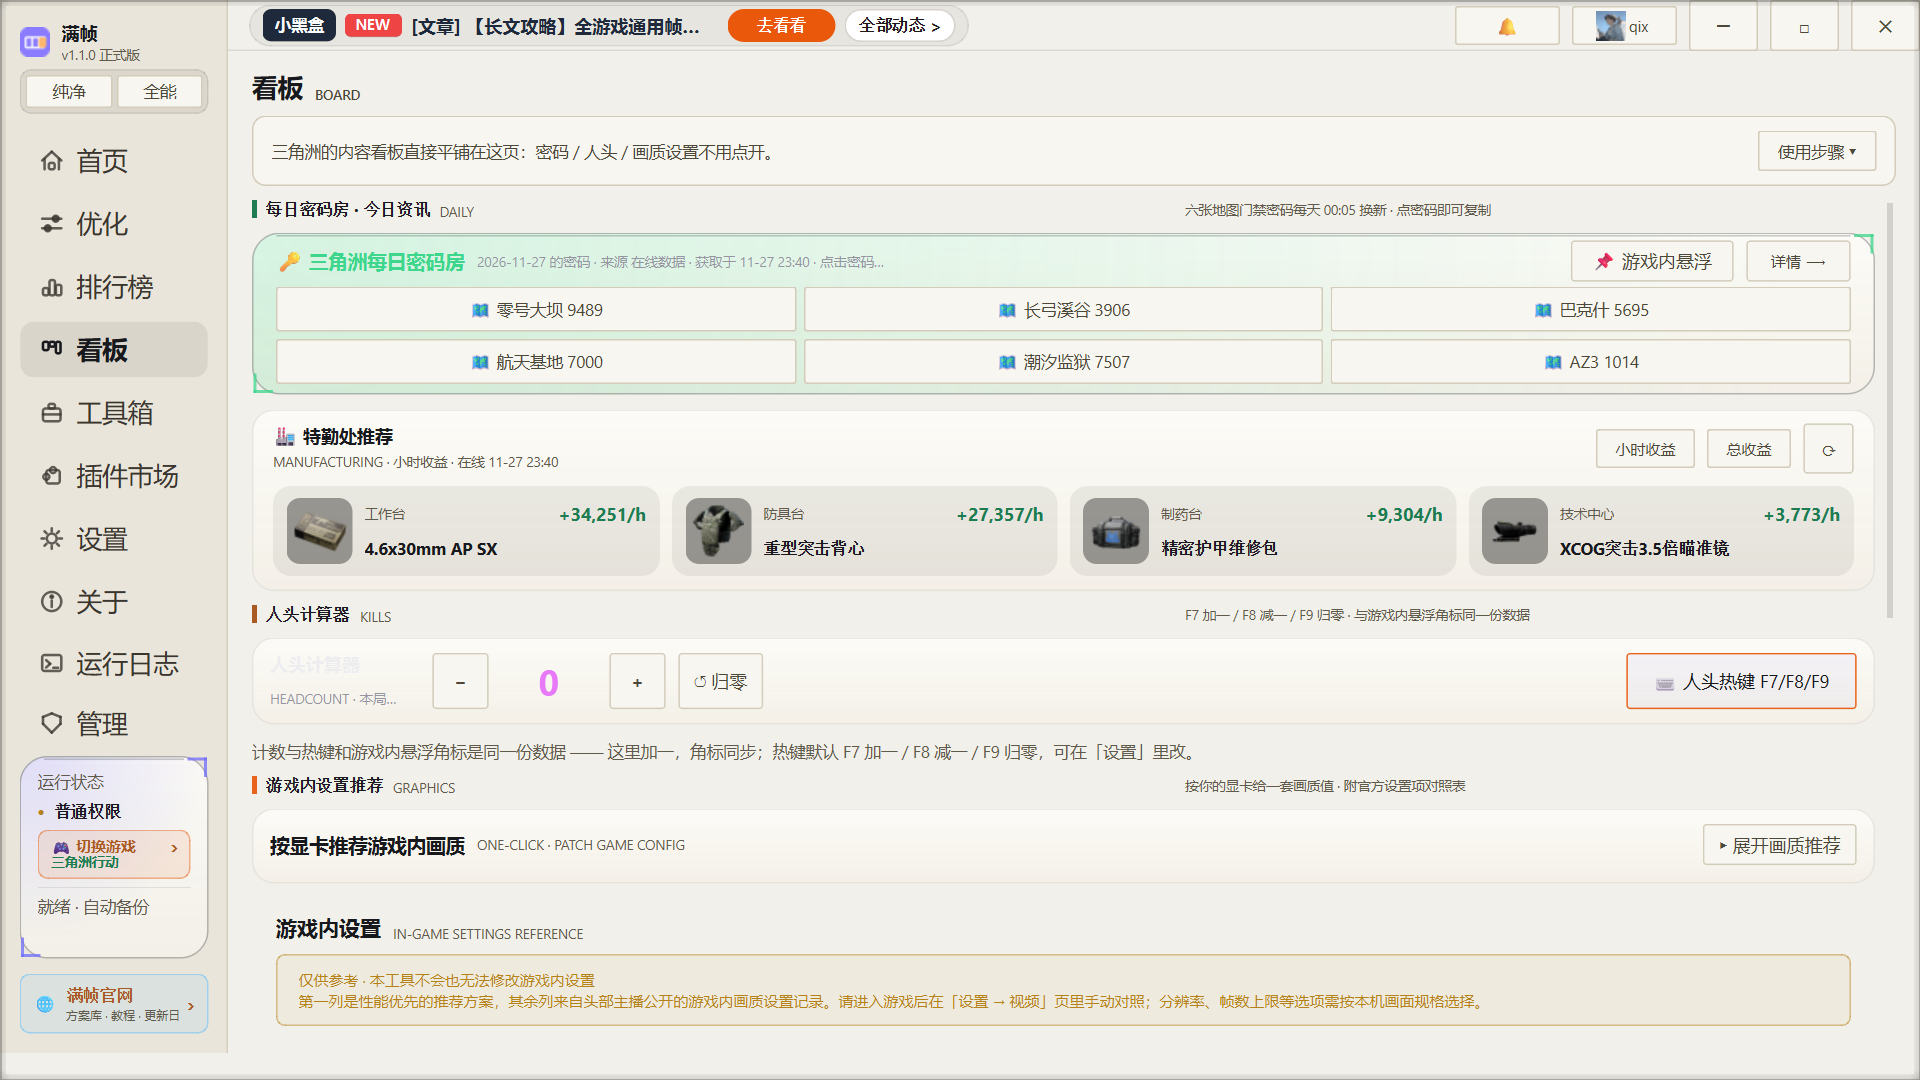 满帧
v1.1.0 正式版
纯净
全能
首页
优化
排行榜
看板
工具箱
插件市场
设置
关于
运行日志
管理
运行状态
• 普通权限
切换游戏 ›
三角洲行动
就绪 · 自动备份
满帧官网 ›
方案库 · 教程 · 更新日
小黑盒 NEW [文章] 【长文攻略】全游戏通用帧... 去看看 全部动态 >
qix
看板 BOARD
三角洲的内容看板直接平铺在这页：密码 / 人头 / 画质设置不用点开。
使用步骤 ▾
每日密码房 · 今日资讯 DAILY
六张地图门禁密码每天 00:05 换新 · 点密码即可复制
三角洲每日密码房 2026-11-27 的密码 · 来源 在线数据 · 获取于 11-27 23:40 · 点击密码...
游戏内悬浮
详情 →
零号大坝 9489
长弓溪谷 3906
巴克什 5695
航天基地 7000
潮汐监狱 7507
AZ3 1014
特勤处推荐
MANUFACTURING · 小时收益 · 在线 11-27 23:40
小时收益
总收益
⟳
工作台 +34,251/h
4.6x30mm AP SX
防具台 +27,357/h
重型突击背心
制药台 +9,304/h
精密护甲维修包
技术中心 +3,773/h
XCOG突击3.5倍瞄准镜
人头计算器 KILLS
F7 加一 / F8 减一 / F9 归零 · 与游戏内悬浮角标同一份数据
人头计算器
HEADCOUNT · 本局...
−
0
+
↺ 归零
人头热键 F7/F8/F9
计数与热键和游戏内悬浮角标是同一份数据 —— 这里加一，角标同步；热键默认 F7 加一 / F8 减一 / F9 归零，可在「设置」里改。
游戏内设置推荐 GRAPHICS
按你的显卡给一套画质值 · 附官方设置项对照表
按显卡推荐游戏内画质 ONE-CLICK · PATCH GAME CONFIG
▸ 展开画质推荐
游戏内设置 IN-GAME SETTINGS REFERENCE
仅供参考 · 本工具不会也无法修改游戏内设置
第一列是性能优先的推荐方案，其余列来自头部主播公开的游戏内画质设置记录。请进入游戏后在「设置 → 视频」页里手动对照；分辨率、帧数上限等选项需按本机画面规格选择。